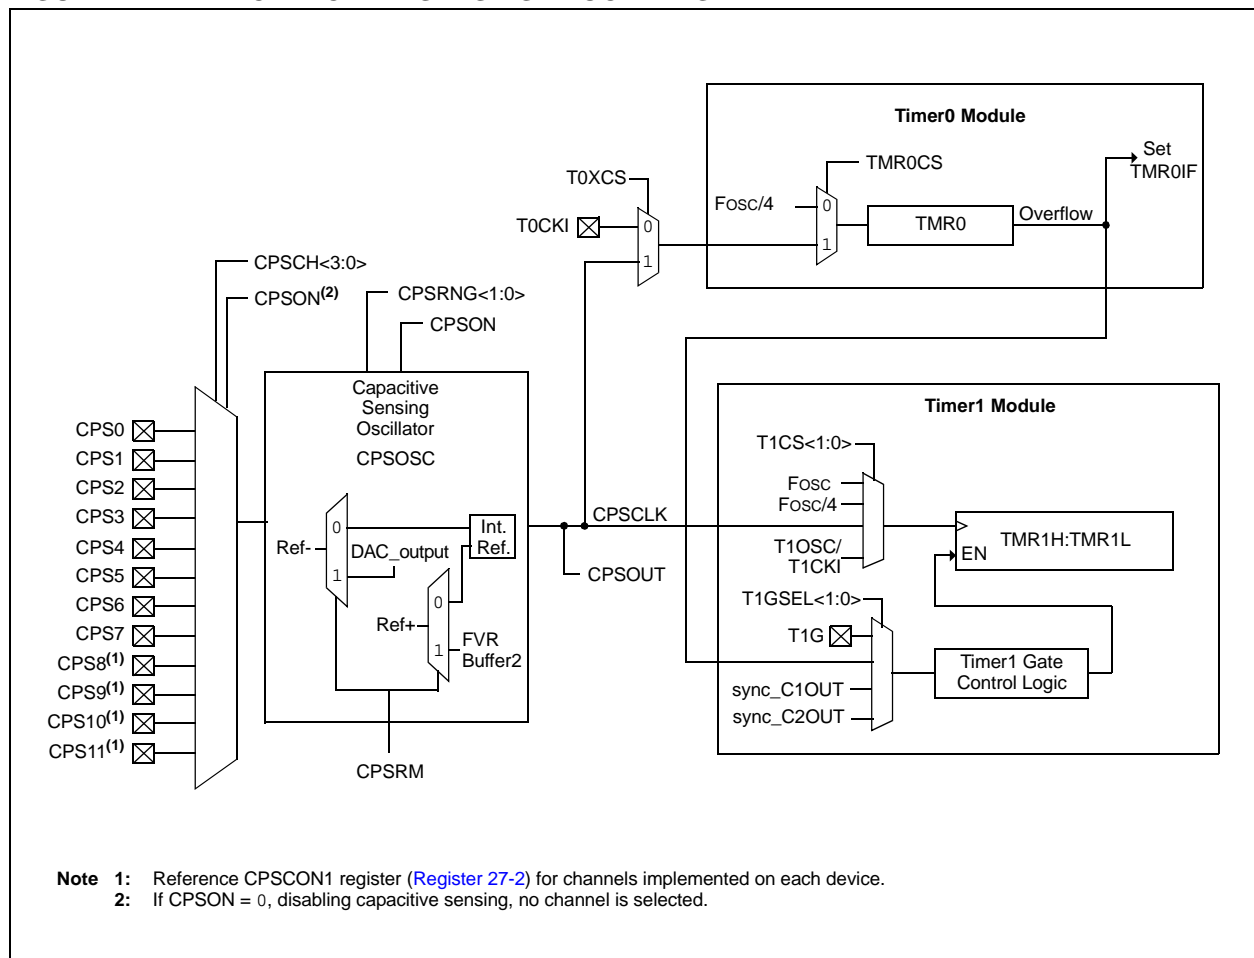 Timer0 Module
Set
TMR0IF
TMR0CS
T0XCS
FOSC/4
0
1
TMR0
Overflow
T0CKI
0
1
CPSCH<3:0>
CPSON(2)
CPSRNG<1:0>
CPSON
Capacitive
Sensing
Oscillator
CPSOSC
Timer1 Module
T1CS<1:0>
FOSC
FOSC/4
T1OSC/
T1CKI
TMR1H:TMR1L
EN
CPS0
CPS1
CPS2
CPS3
CPS4
CPS5
CPS6
CPS7
CPS8(1)
CPS9(1)
CPS10(1)
CPS11(1)
Ref-
0
1
DAC_output
Int.
Ref.
Ref+
0
1
FVR
Buffer2
CPSRM
CPSCLK
CPSOUT
T1GSEL<1:0>
T1G
sync_C1OUT
sync_C2OUT
Timer1 Gate
Control Logic
Note 1: Reference CPSCON1 register (Register 27-2) for channels implemented on each device.
2: If CPSON = 0, disabling capacitive sensing, no channel is selected.